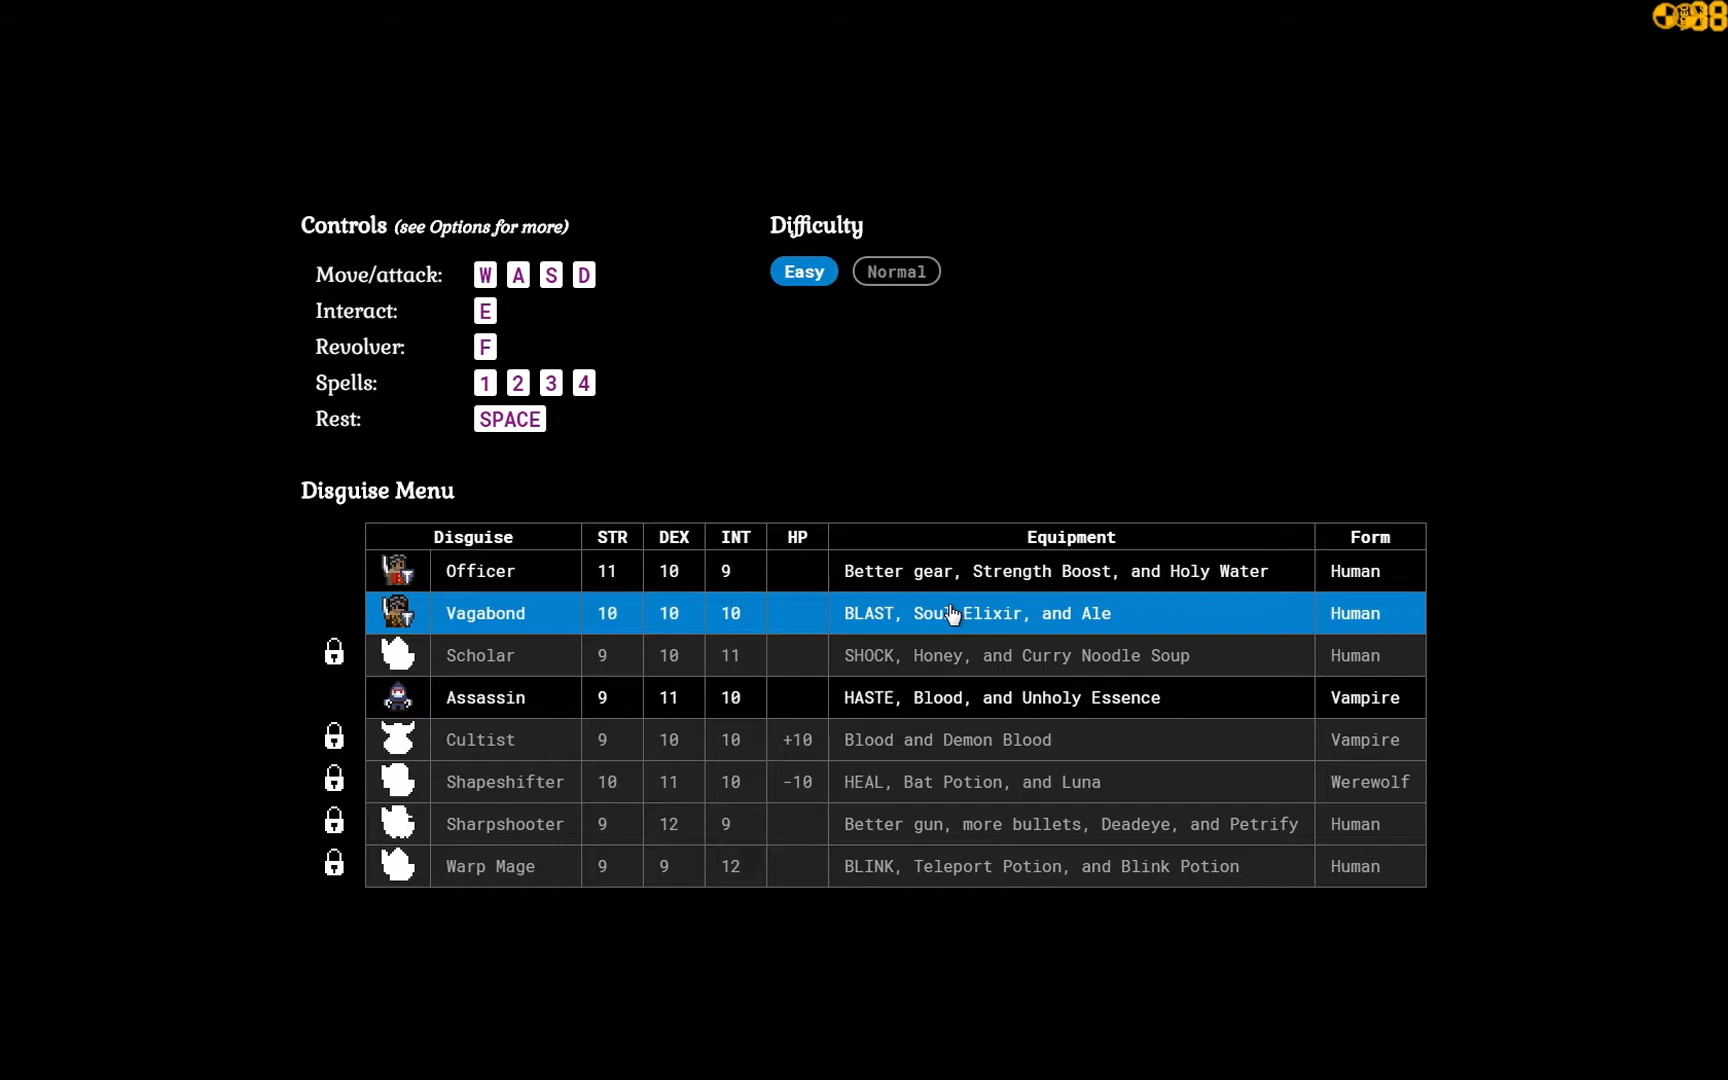 Controls (see Options for more)
Difficulty
Move/attack: W A S D
Easy Normal
Interact: E
Revolver: F
Spells: 1 2 3 4
Rest: SPACE
Disguise Menu
Disguise STR DEX INT HP Equipment Form
Officer 11 10 9 Better gear, Strength Boost, and Holy Water Human
Vagabond 10 10 10 BLAST, Soul Elixir, and Ale Human
Scholar 9 10 11 SHOCK, Honey, and Curry Noodle Soup Human
Assassin 9 11 10 HASTE, Blood, and Unholy Essence Vampire
Cultist 9 10 10 +10 Blood and Demon Blood Vampire
Shapeshifter 10 11 10 -10 HEAL, Bat Potion, and Luna Werewolf
Sharpshooter 9 12 9 Better gun, more bullets, Deadeye, and Petrify Human
Warp Mage 9 9 12 BLINK, Teleport Potion, and Blink Potion Human